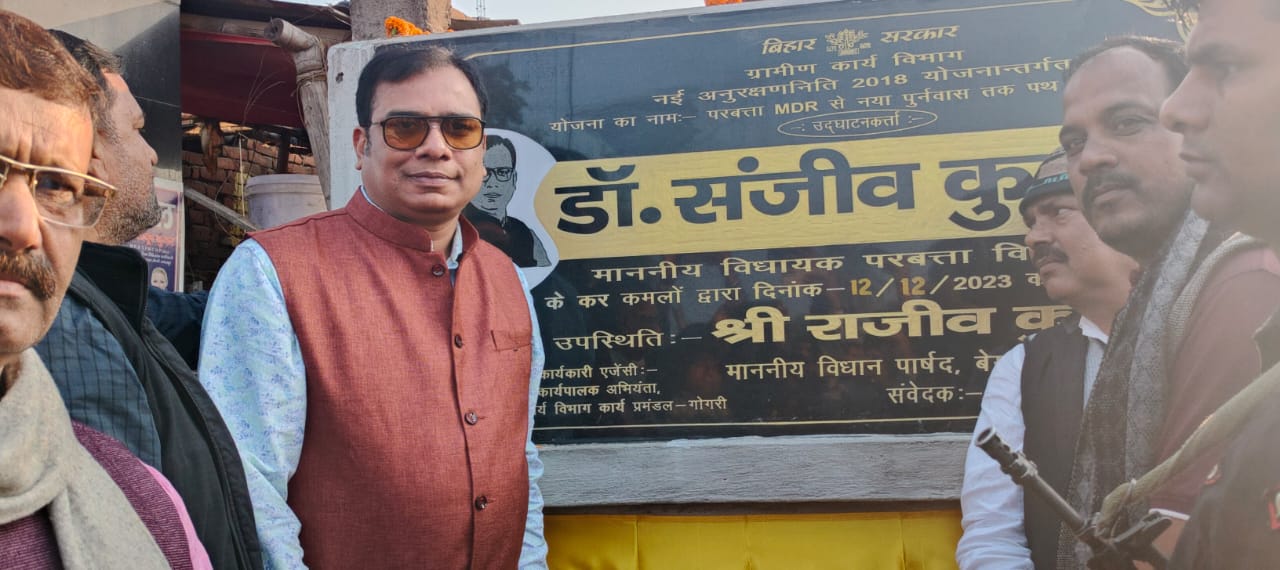 बिहार सरकार
ग्रामीण कार्य विभाग
नई अनुरक्षणनिति 2018 योजनान्तर्गत
योजना का नाम:- परबत्ता MDR से नया पुर्नवास तक पथ
-: उद्घाटनकर्त्ता :-
डॉ. संजीव कु
माननीय विधायक परबत्ता वि
के कर कमलों द्वारा दिनांक- 12/12/2023 क
उपस्थिति :- श्री राजीव कु
माननीय विधान पार्षद, बे
कार्यकारी एजेंसी:-
कार्यपालक अभियंता,
र्य विभाग कार्य प्रमंडल-गोगरी
संवेदक:-